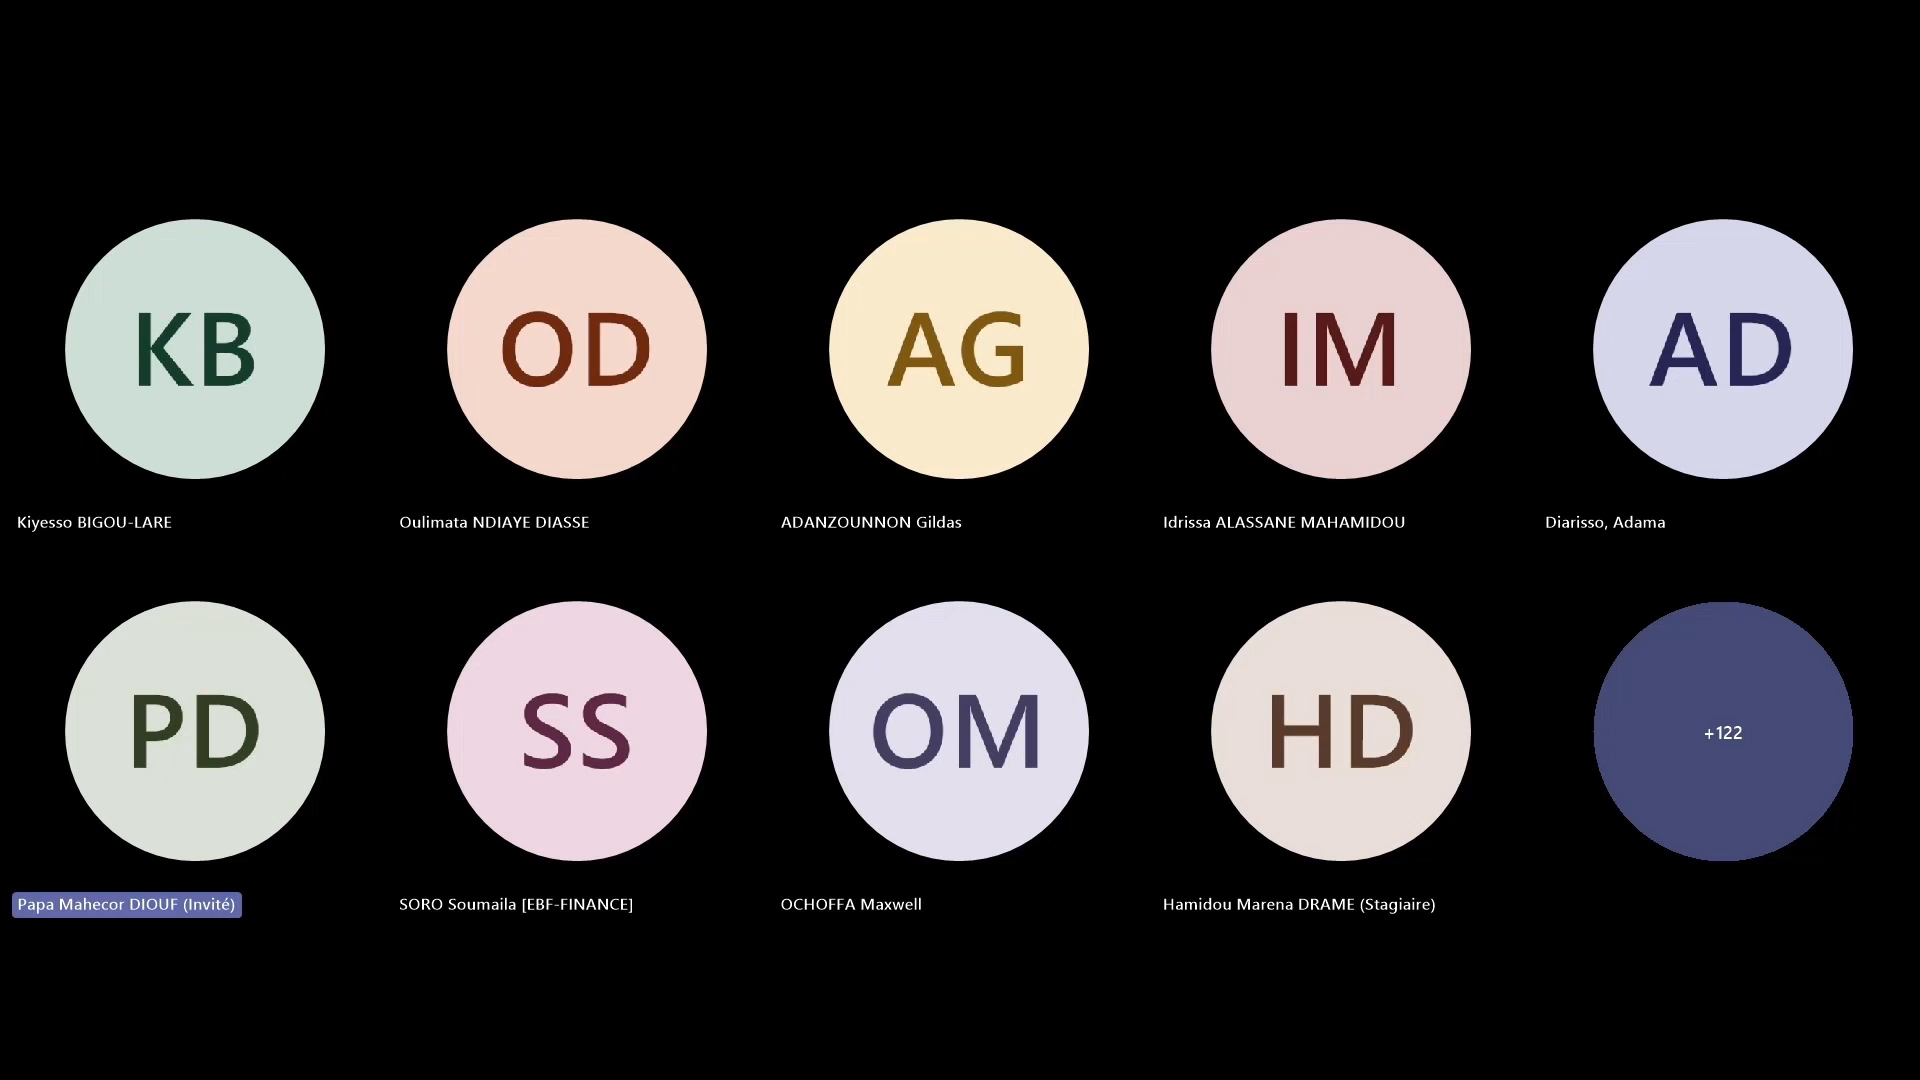 KB
OD
AG
IM
AD
Kiyesso BIGOU-LARE
Oulimata NDIAYE DIASSE
ADANZOUNNON Gildas
Idrissa ALASSANE MAHAMIDOU
Diarisso, Adama
PD
SS
OM
HD
+122
Papa Mahecor DIOUF (Invité)
SORO Soumaila [EBF-FINANCE]
OCHOFFA Maxwell
Hamidou Marena DRAME (Stagiaire)